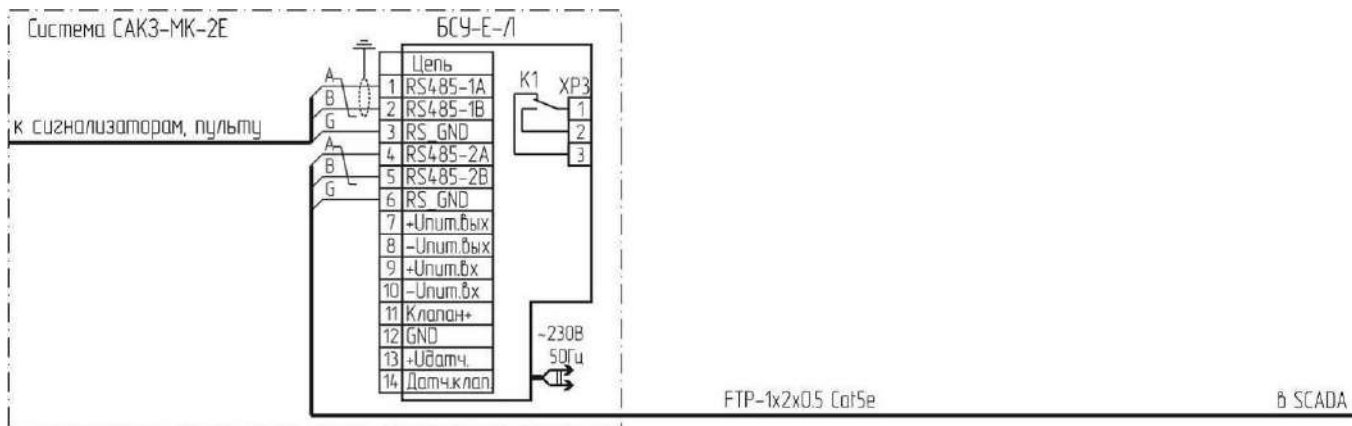 Система САКЗ-МК-2Е
БСУ-Е-Л
Цепь
1 RS485-1A
2 RS485-1B
3 RS_GND
4 RS485-2A
5 RS485-2B
6 RS_GND
7 +Uпит.вых
8 -Uпит.вых
9 +Uпит.вх
10 -Uпит.вх
11 Клапан+
12 GND
13 +Uдатч.
14 Датч.клап.
A
B
G
A
B
G
к сигнализаторам, пульту
K1
XP3
1
2
3
~230В
50Гц
FTP-1x2x0.5 Cat5e
в SCADA